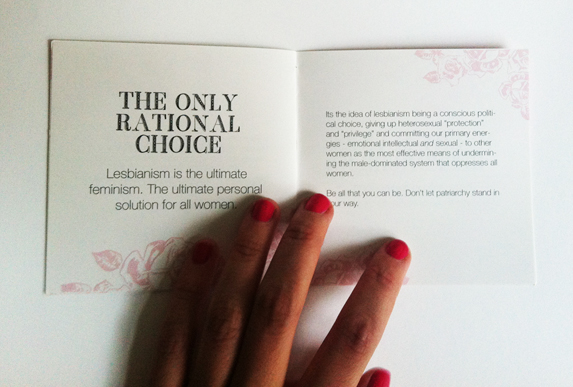 THE ONLY
RATIONAL
CHOICE
Lesbianism is the ultimate
feminism. The ultimate personal
solution for all women.
Its the idea of lesbianism being a conscious politi-
cal choice, giving up heterosexual "protection"
and "privilege" and committing our primary ener-
gies - emotional intellectual and sexual - to other
women as the most effective means of undermin-
ing the male-dominated system that oppresses all
women.
Be all that you can be. Don't let patriarchy stand in
your way.